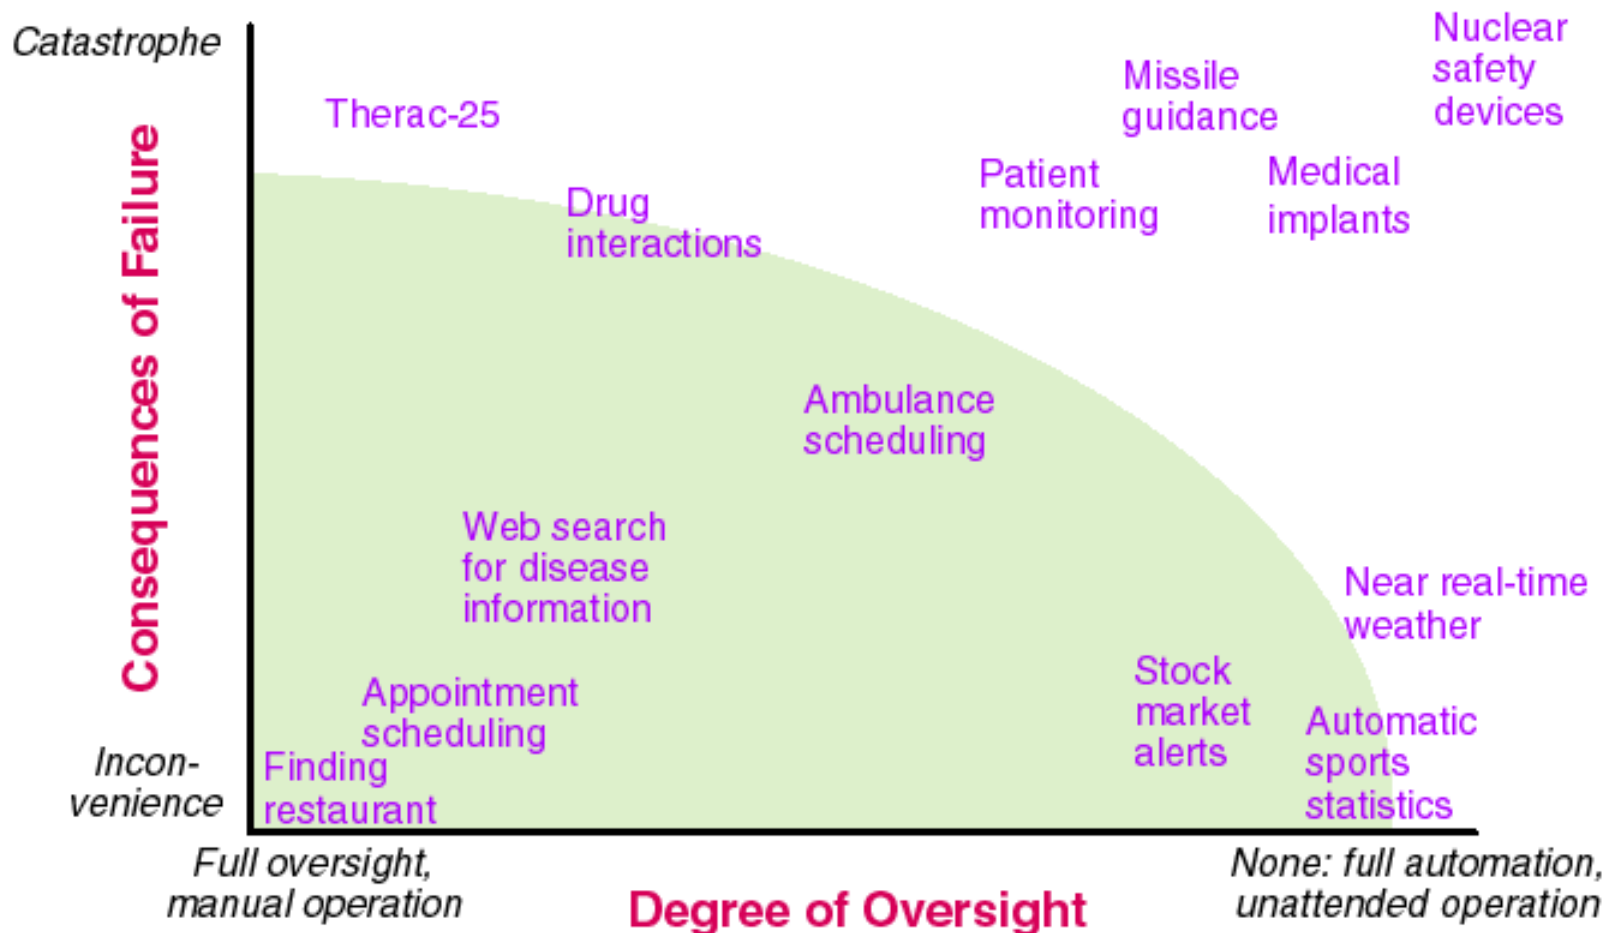 Catastrophe
Consequences of Failure
Incon-
venience
Therac-25
Drug
interactions
Missile
guidance
Nuclear
safety
devices
Patient
monitoring
Medical
implants
Ambulance
scheduling
Web search
for disease
information
Near real-time
weather
Appointment
scheduling
Stock
market
alerts
Automatic
sports
statistics
Finding
restaurant
Full oversight,
manual operation
Degree of Oversight
None: full automation,
unattended operation